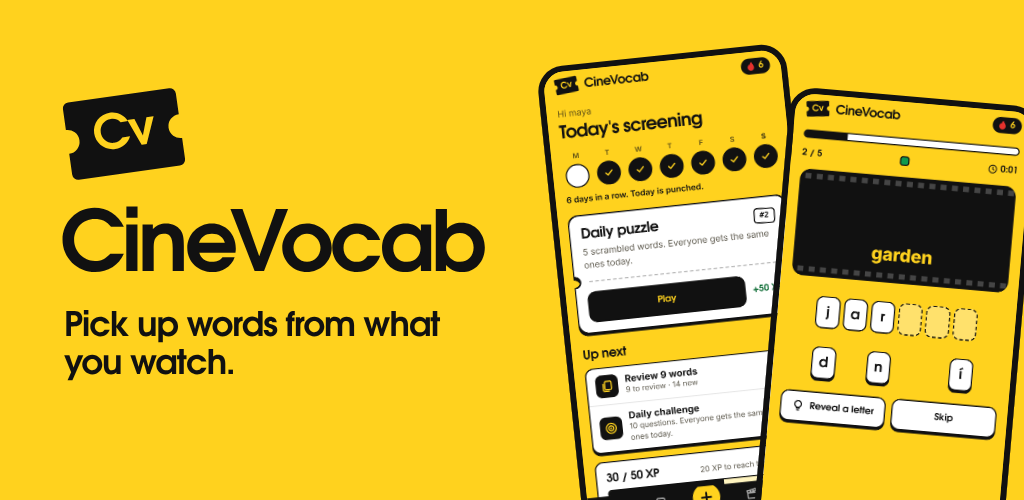 Cv
CineVocab
Pick up words from what
you watch.
Cv CineVocab 6
Hi maya
Today's screening
M T W T F S S
6 days in a row. Today is punched.
Daily puzzle #2
5 scrambled words. Everyone gets the same
ones today.
Play +50
Up next
Review 9 words
9 to review · 14 new
Daily challenge
10 questions. Everyone gets the same
ones today.
30 / 50 XP 20 XP to reach
Cv CineVocab 6
2 / 5 0:01
garden
j a r
d n í
Reveal a letter Skip